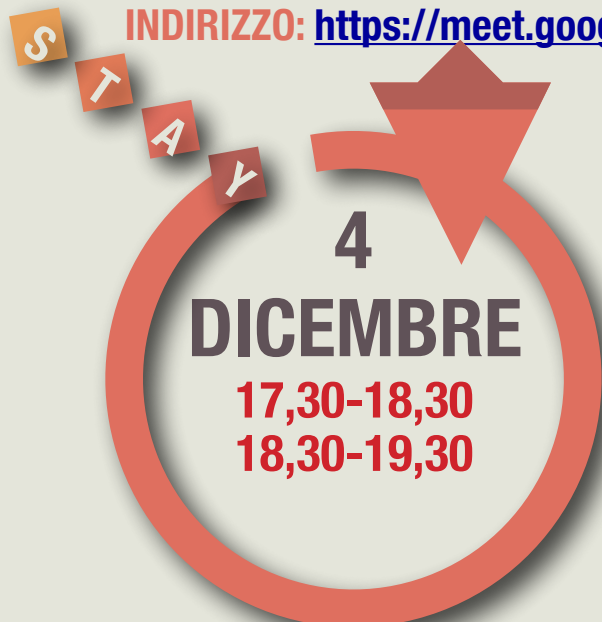 INDIRIZZO: https://meet.goog
STAY
4
DICEMBRE
17,30-18,30
18,30-19,30